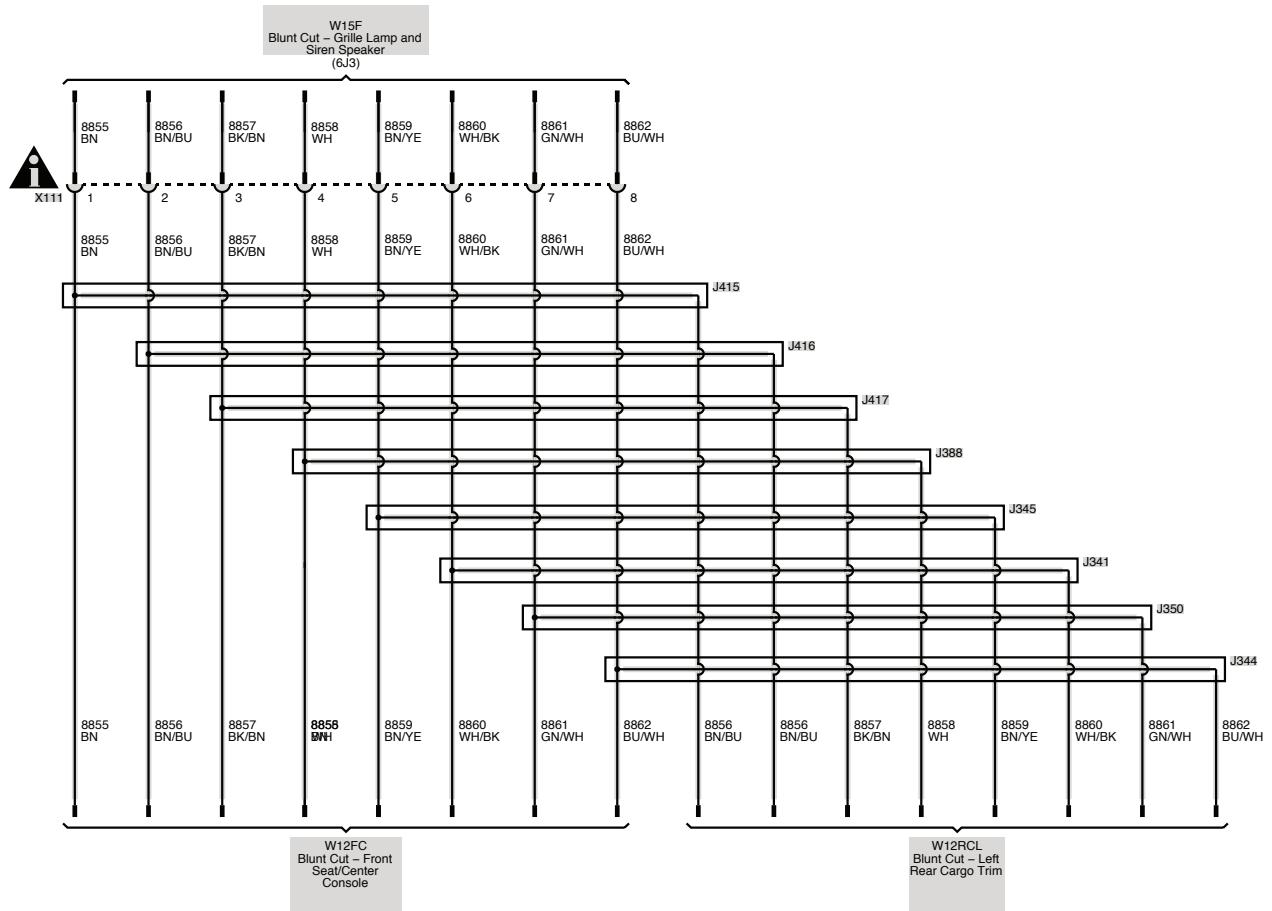 W15F
Blunt Cut – Grille Lamp and
Siren Speaker
(6J3)
8855
BN
8856
BN/BU
8857
BK/BN
8858
WH
8859
BN/YE
8860
WH/BK
8861
GN/WH
8862
BU/WH
X111
1
2
3
4
5
6
7
8
8855
BN
8856
BN/BU
8857
BK/BN
8858
WH
8859
BN/YE
8860
WH/BK
8861
GN/WH
8862
BU/WH
J415
J416
J417
J388
J345
J341
J350
J344
8855
BN
8856
BN/BU
8857
BK/BN
8859
BN/YE
8860
WH/BK
8861
GN/WH
8862
BU/WH
8856
BN/BU
8856
BN/BU
8857
BK/BN
8858
WH
8859
BN/YE
8860
WH/BK
8861
GN/WH
8862
BU/WH
W12FC
Blunt Cut – Front
Seat/Center
Console
W12RCL
Blunt Cut – Left
Rear Cargo Trim